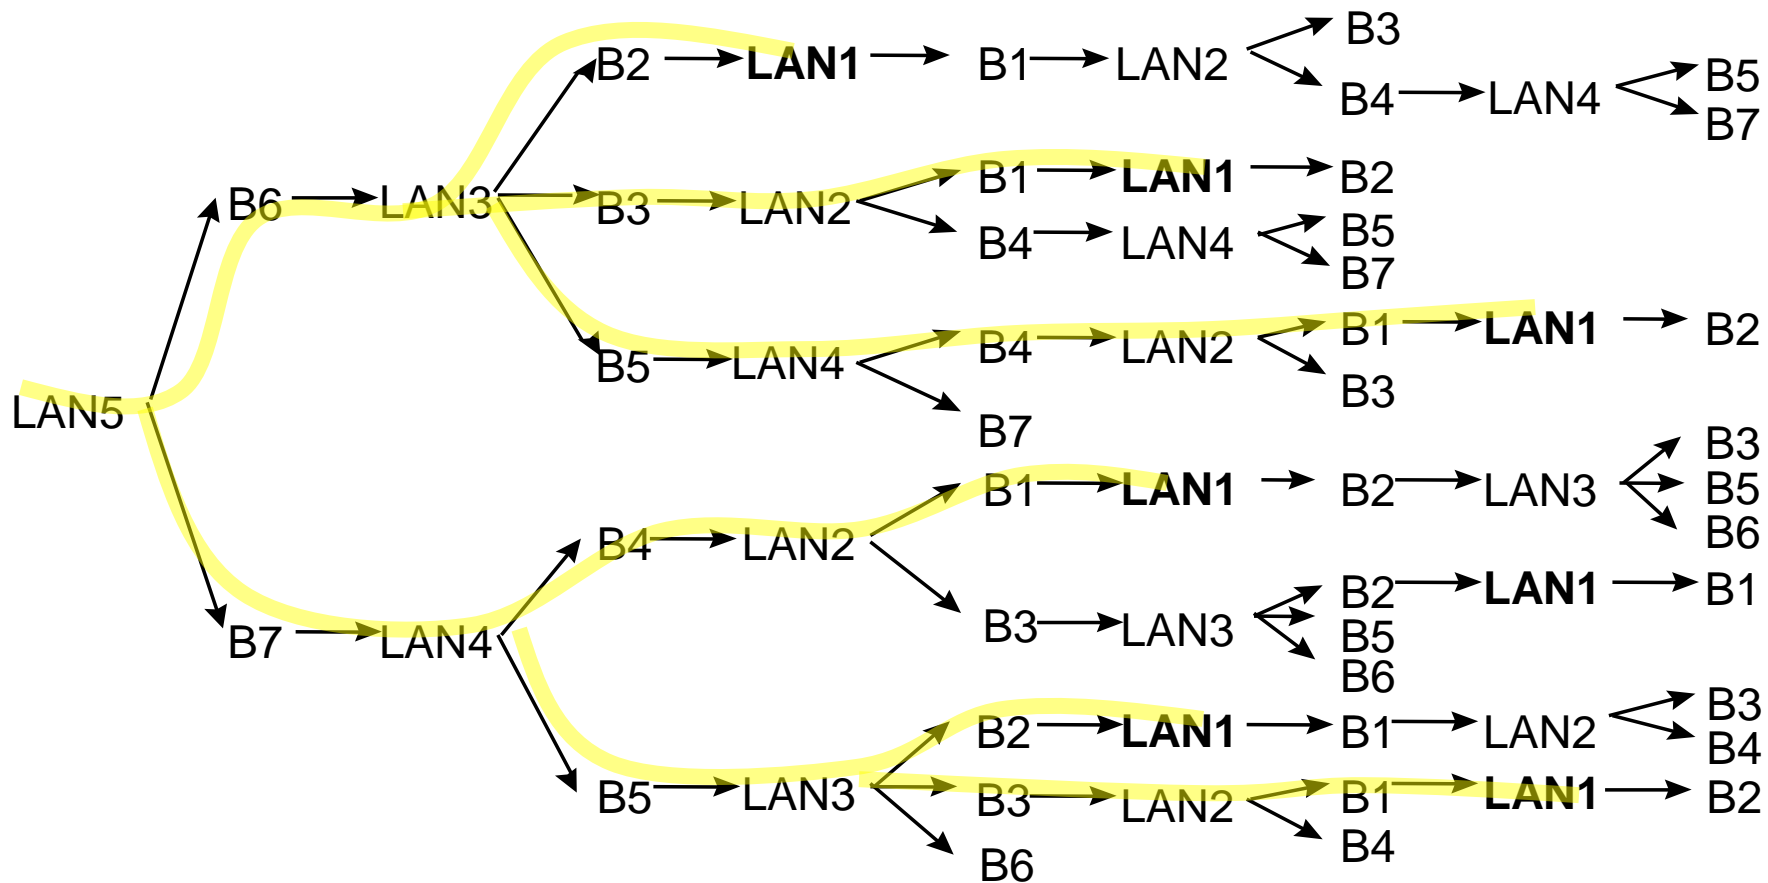 B3
B2 LAN1 B1 LAN2
B5
B4 LAN4
B7
B1 LAN1 B2
B6 LAN3 B3 LAN2
B5
B4 LAN4
B7
B1 LAN1 B2
B4 LAN2
B5 LAN4
B3
LAN5
B7
B3
B1 LAN1 B2 LAN3 B5
B6
B4 LAN2
B2 LAN1 B1
B3 LAN3 B5
B7 LAN4
B6
B3
B2 LAN1 B1 LAN2
B4
B5 LAN3 B3 LAN2 B1 LAN1 B2
B4
B6